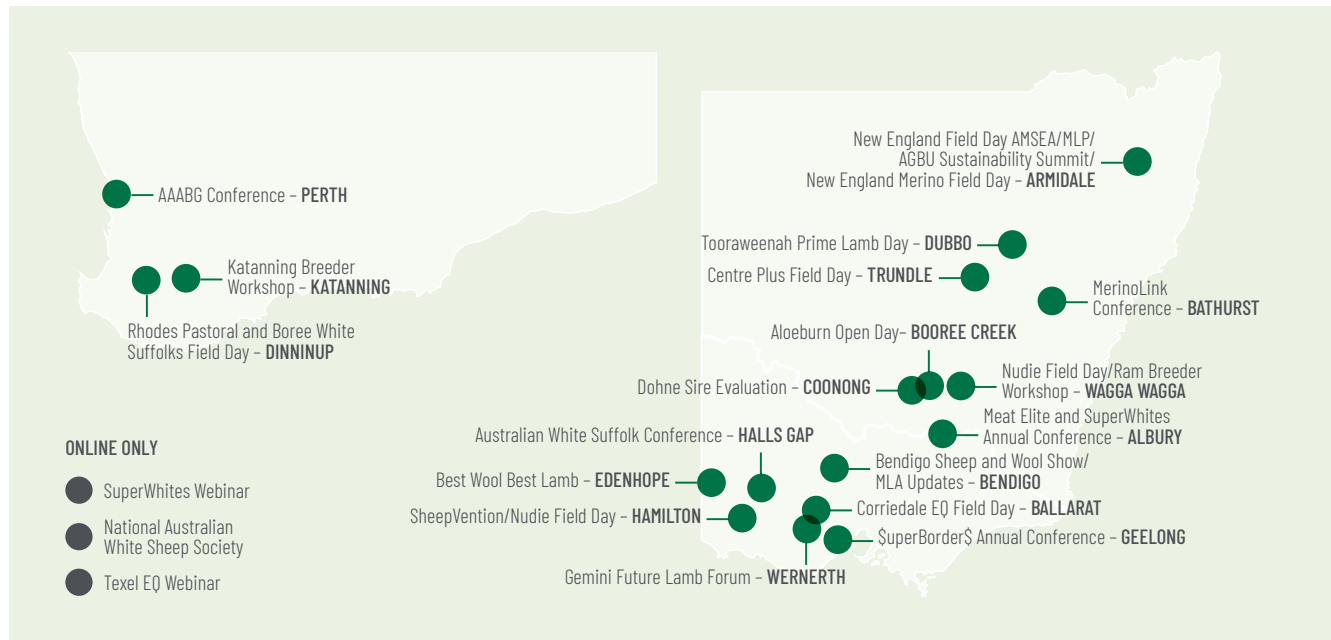 AAABG Conference – PERTH
Katanning Breeder
Workshop – KATANNING
Rhodes Pastoral and Boree White
Suffolks Field Day – DINNINUP
ONLINE ONLY
SuperWhites Webinar
National Australian
White Sheep Society
Texel EQ Webinar
New England Field Day AMSEA/MLP/
AGBU Sustainability Summit/
New England Merino Field Day – ARMIDALE
Tooraweenah Prime Lamb Day – DUBBO
Centre Plus Field Day – TRUNDLE
MerinoLink
Conference – BATHURST
Aloeburn Open Day– BOOREE CREEK
Dohne Sire Evaluation – COONONG
Nudie Field Day/Ram Breeder
Workshop – WAGGA WAGGA
Meat Elite and SuperWhites
Annual Conference – ALBURY
Australian White Suffolk Conference – HALLS GAP
Bendigo Sheep and Wool Show/
MLA Updates – BENDIGO
Best Wool Best Lamb – EDENHOPE
Corriedale EQ Field Day – BALLARAT
SheepVention/Nudie Field Day – HAMILTON
$uperBorder$ Annual Conference – GEELONG
Gemini Future Lamb Forum – WERNERTH